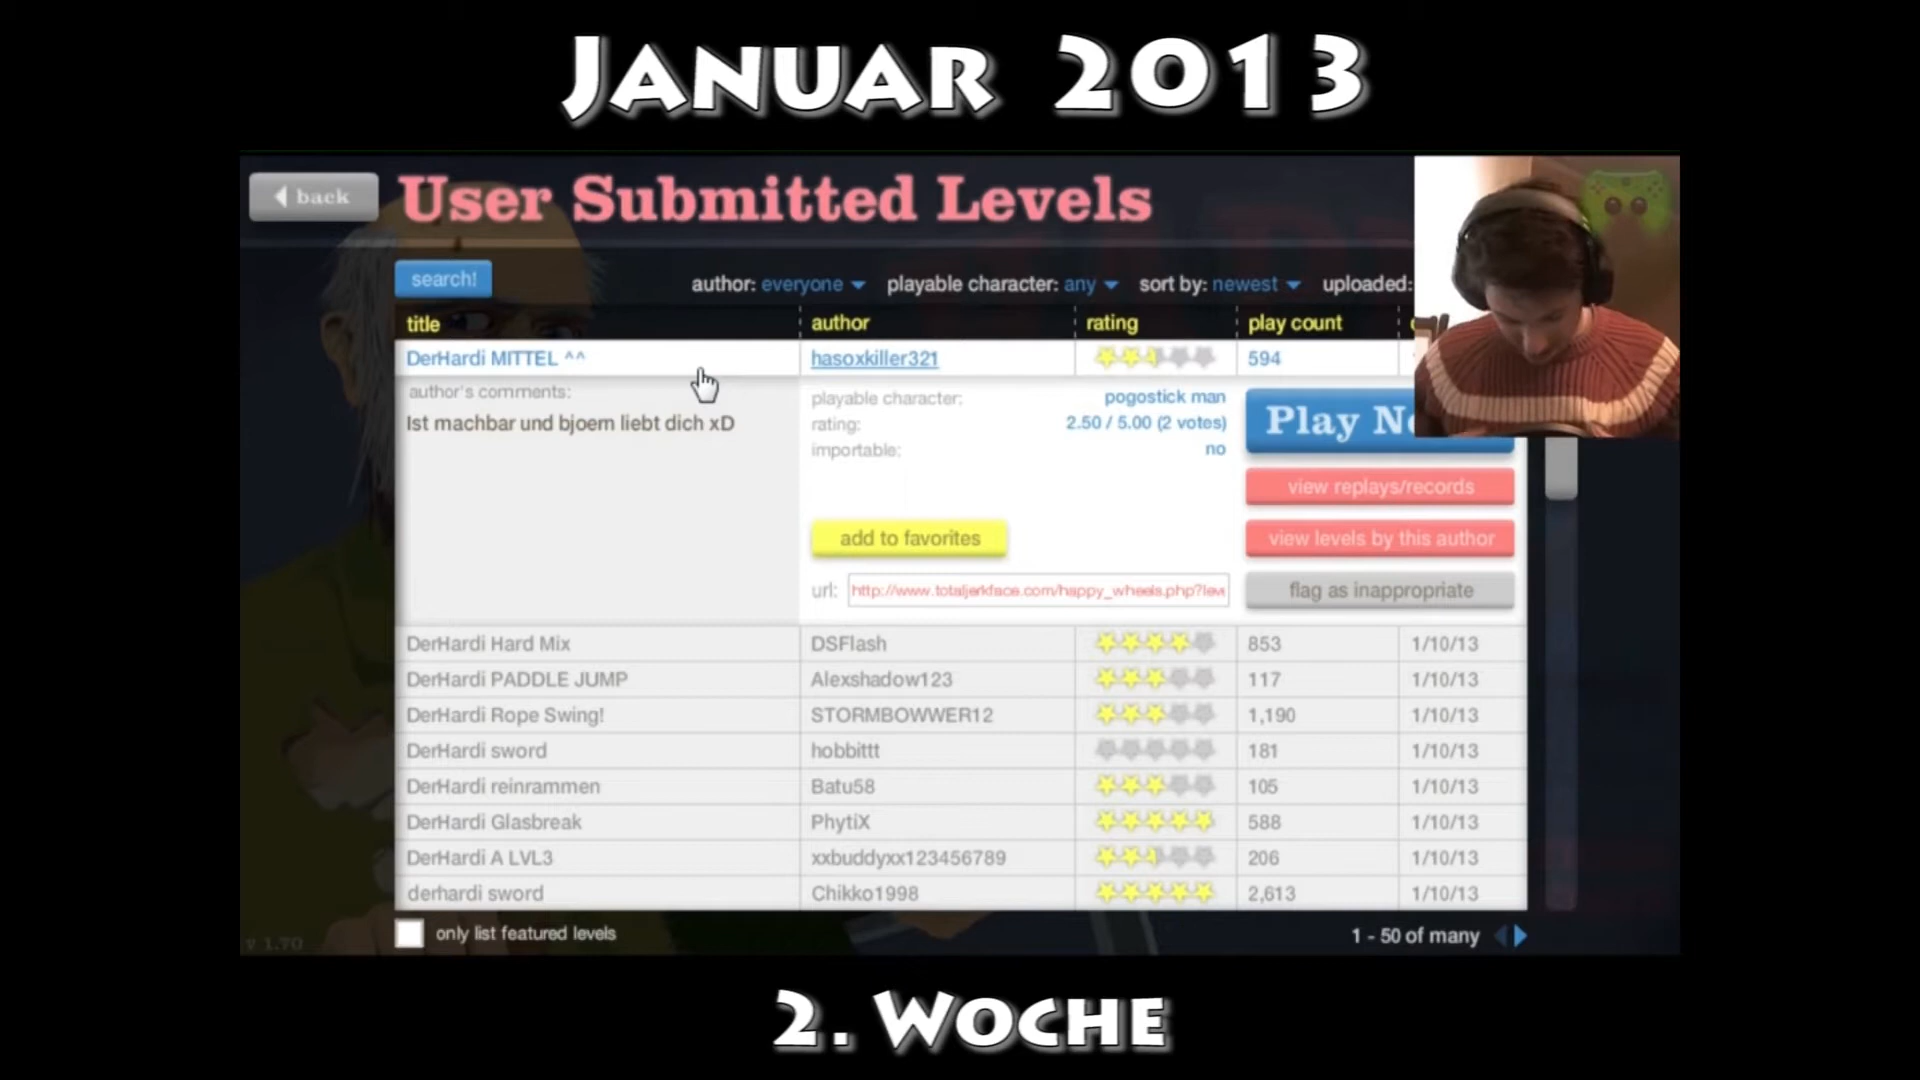 JANUAR 2013
back
User Submitted Levels
search!
author: everyone playable character: any sort by: newest uploaded:
title author rating play count
DerHardi MITTEL ^^ hasoxkiller321 594
author's comments:
Ist machbar und bjoern liebt dich xD
playable character: pogostick man
rating: 2.50 / 5.00 (2 votes)
importable: no
Play
view replays/records
add to favorites
view levels by this author
url: http://www.totaljerkface.com/happy_wheels.php?lev
flag as inappropriate
DerHardi Hard Mix DSFlash 853 1/10/13
DerHardi PADDLE JUMP Alexshadow123 117 1/10/13
DerHardi Rope Swing! STORMBOWWER12 1,190 1/10/13
DerHardi sword hobbittt 181 1/10/13
DerHardi reinrammen Batu58 105 1/10/13
DerHardi Glasbreak PhytiX 588 1/10/13
DerHardi A LVL3 xxbuddyxx123456789 206 1/10/13
derhardi sword Chikko1998 2,613 1/10/13
only list featured levels
1 - 50 of many
v 1.70
2. WOCHE